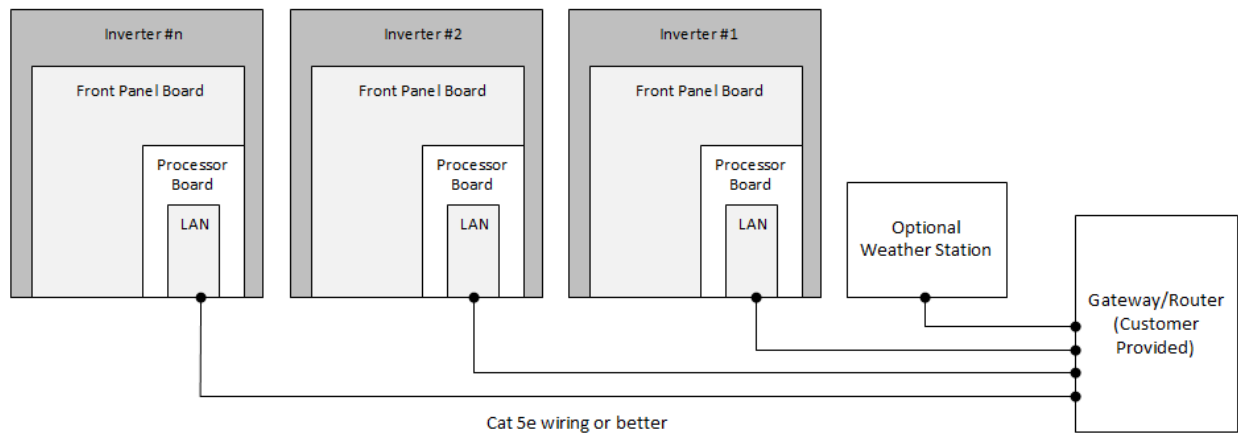 Inverter #n
Front Panel Board
Processor
Board
LAN
Inverter #2
Front Panel Board
Processor
Board
LAN
Inverter #1
Front Panel Board
Processor
Board
LAN
Optional
Weather Station
Gateway/Router
(Customer
Provided)
Cat 5e wiring or better